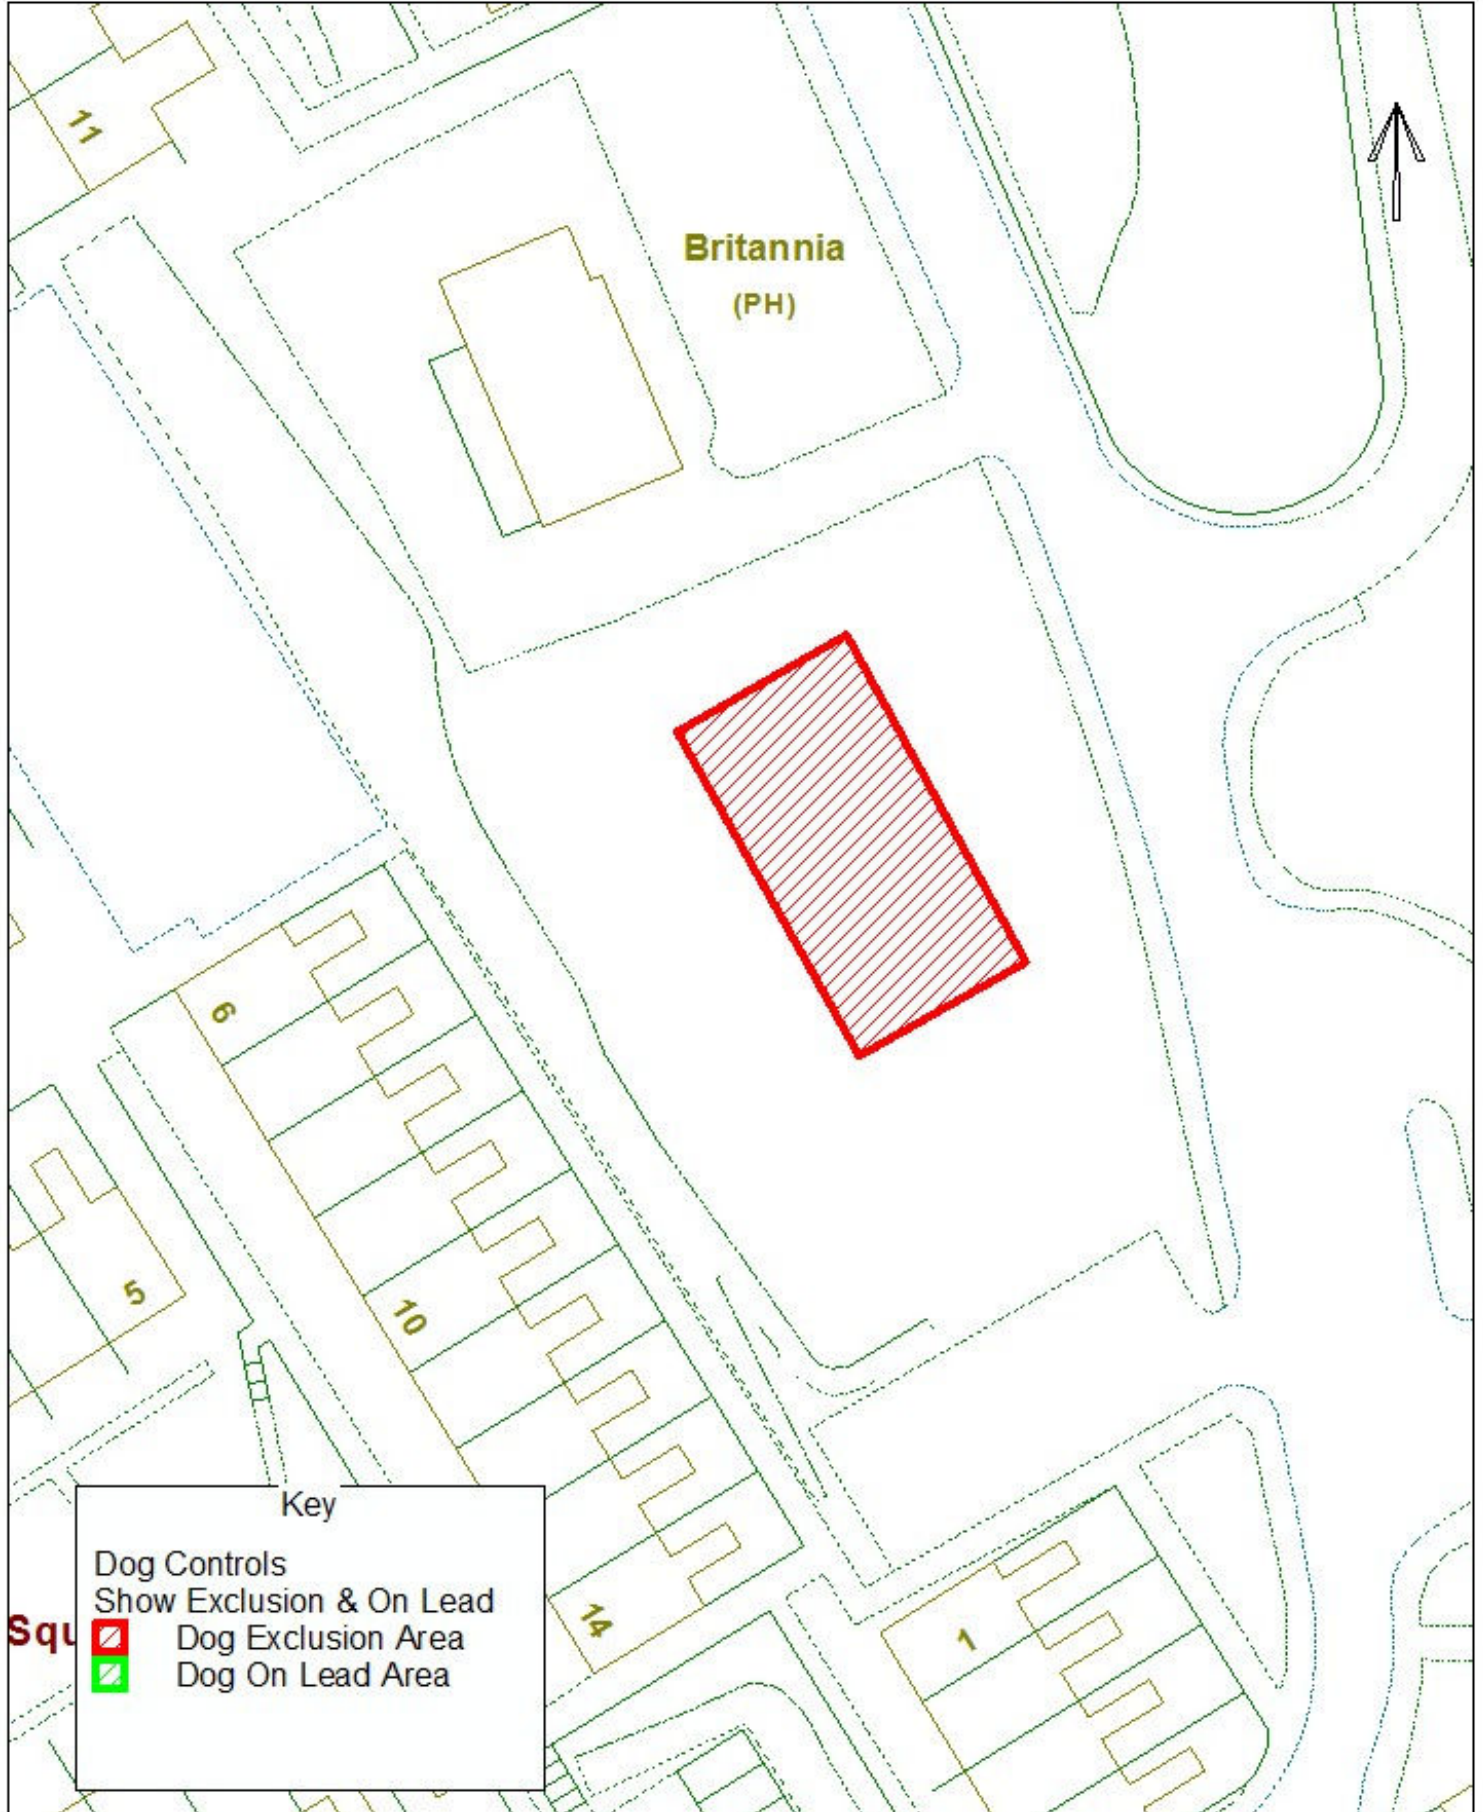 11
Britannia
(PH)
6
5
10
14
1
Key
Dog Controls
Show Exclusion & On Lead
Dog Exclusion Area
Dog On Lead Area